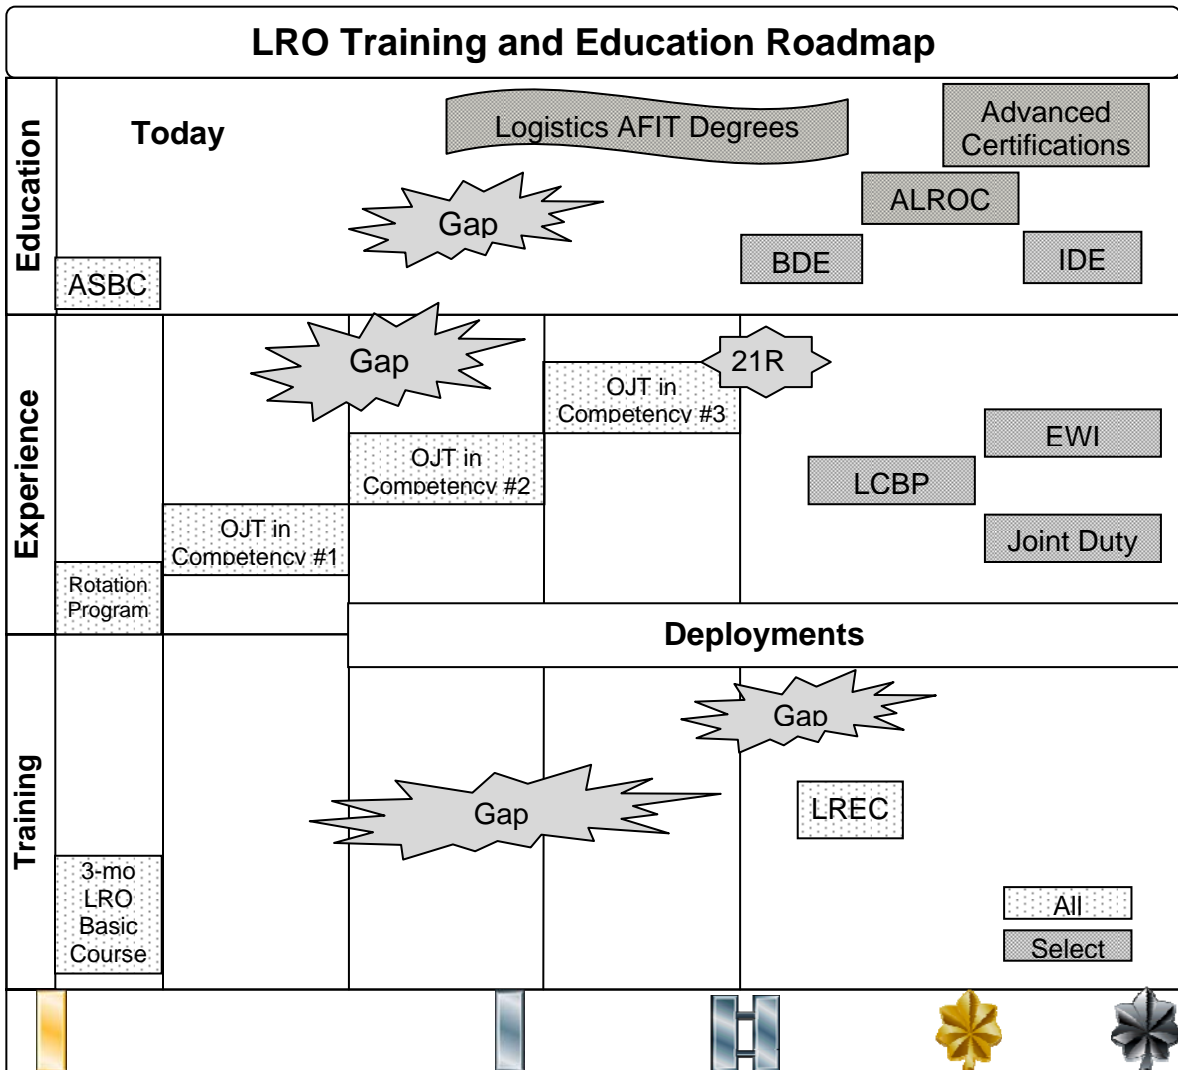 LRO Training and Education Roadmap
Education
Today
Logistics AFIT Degrees
Advanced
Certifications
ALROC
Gap
BDE
IDE
ASBC
Experience
Gap
21R
OJT in
Competency #3
EWI
OJT in
Competency #2
LCBP
OJT in
Competency #1
Joint Duty
Rotation
Program
Deployments
Training
Gap
Gap
LREC
3-mo
LRO
Basic
Course
All
Select